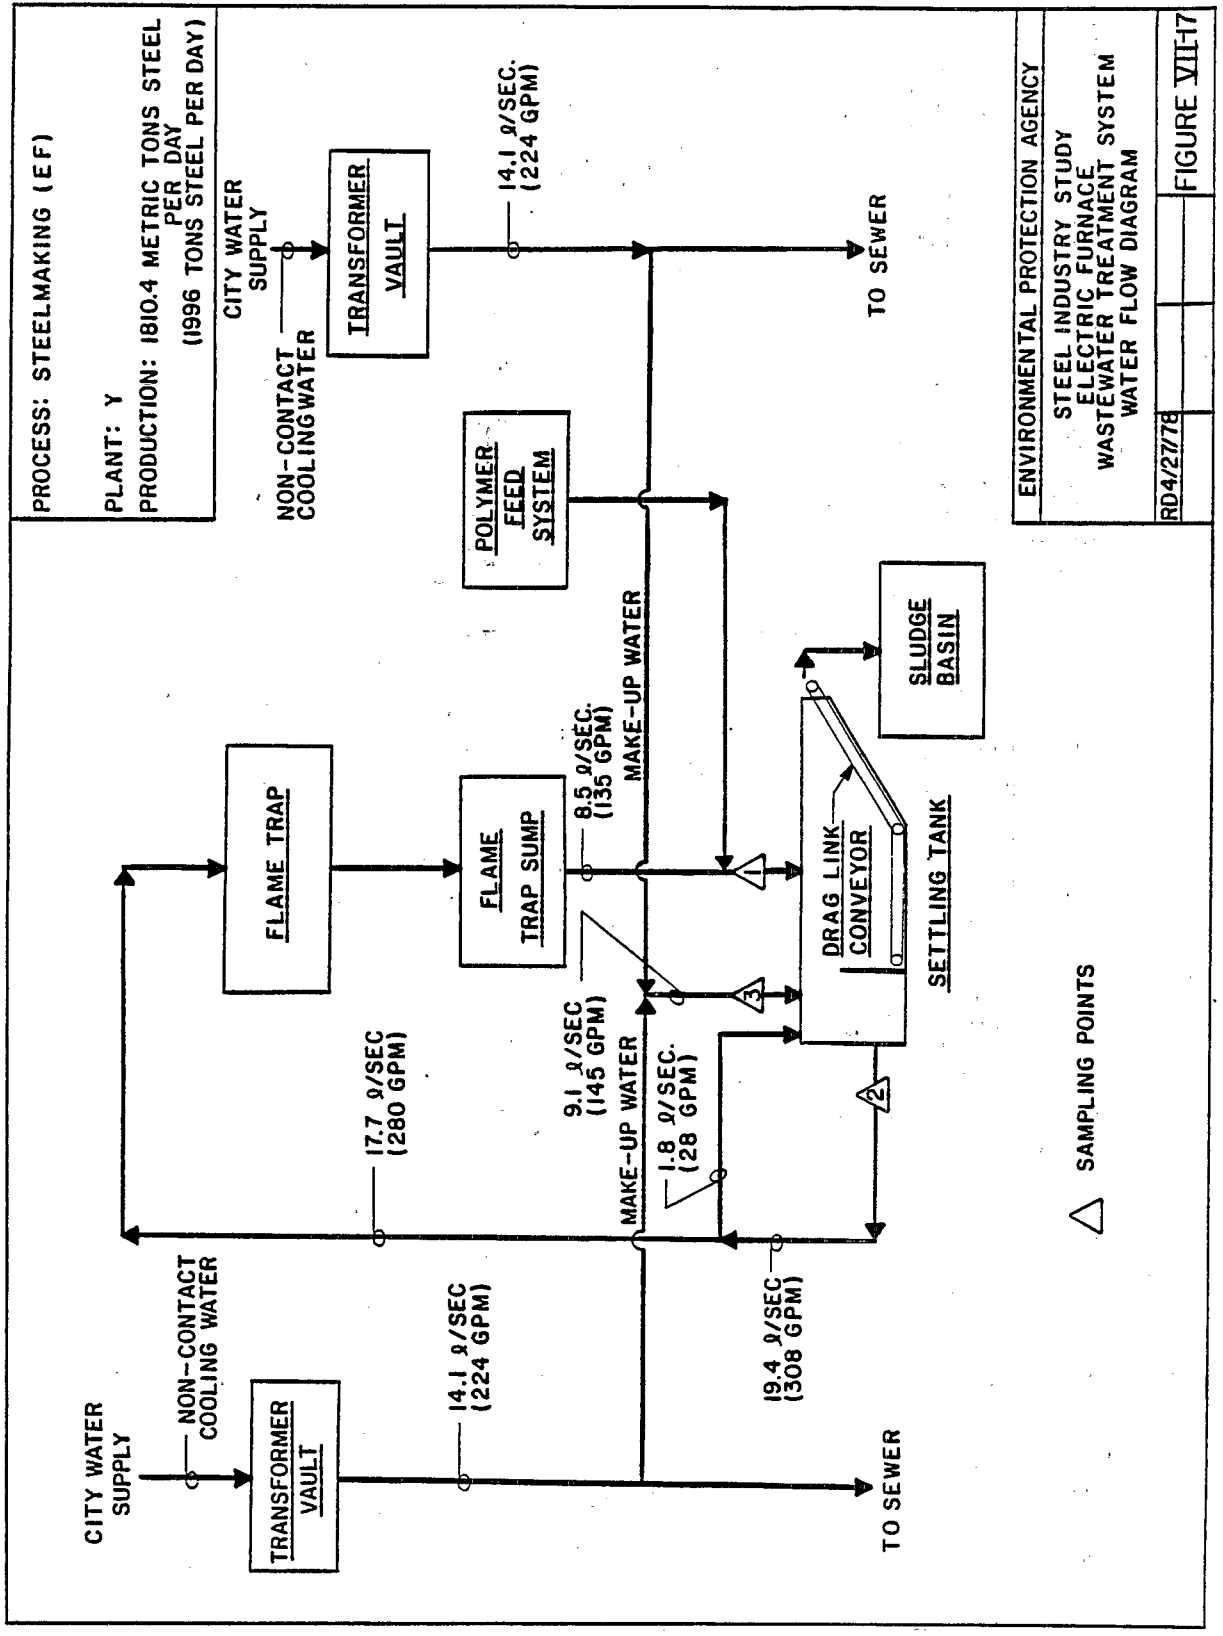 PROCESS: STEELMAKING (EF)
PLANT: Y
PRODUCTION: 1810.4 METRIC TONS STEEL
PER DAY
(1996 TONS STEEL PER DAY)
CITY WATER
SUPPLY
NON-CONTACT
COOLING WATER
TRANSFORMER
VAULT
14.1 ℓ/SEC
(224 GPM)
TO SEWER
17.7 ℓ/SEC
(280 GPM)
FLAME TRAP
FLAME
TRAP SUMP
8.5 ℓ/SEC.
(135 GPM)
9.1 ℓ/SEC
(145 GPM)
MAKE-UP WATER
MAKE-UP WATER
1.8 ℓ/SEC.
(28 GPM)
19.4 ℓ/SEC
(308 GPM)
POLYMER
FEED
SYSTEM
CITY WATER
SUPPLY
NON-CONTACT
COOLING WATER
TRANSFORMER
VAULT
14.1 ℓ/SEC.
(224 GPM)
TO SEWER
1
3
2
DRAG LINK
CONVEYOR
SETTLING TANK
SLUDGE
BASIN
SAMPLING POINTS
ENVIRONMENTAL PROTECTION AGENCY
STEEL INDUSTRY STUDY
ELECTRIC FURNACE
WASTEWATER TREATMENT SYSTEM
WATER FLOW DIAGRAM
RD4/27/78
FIGURE VII-17